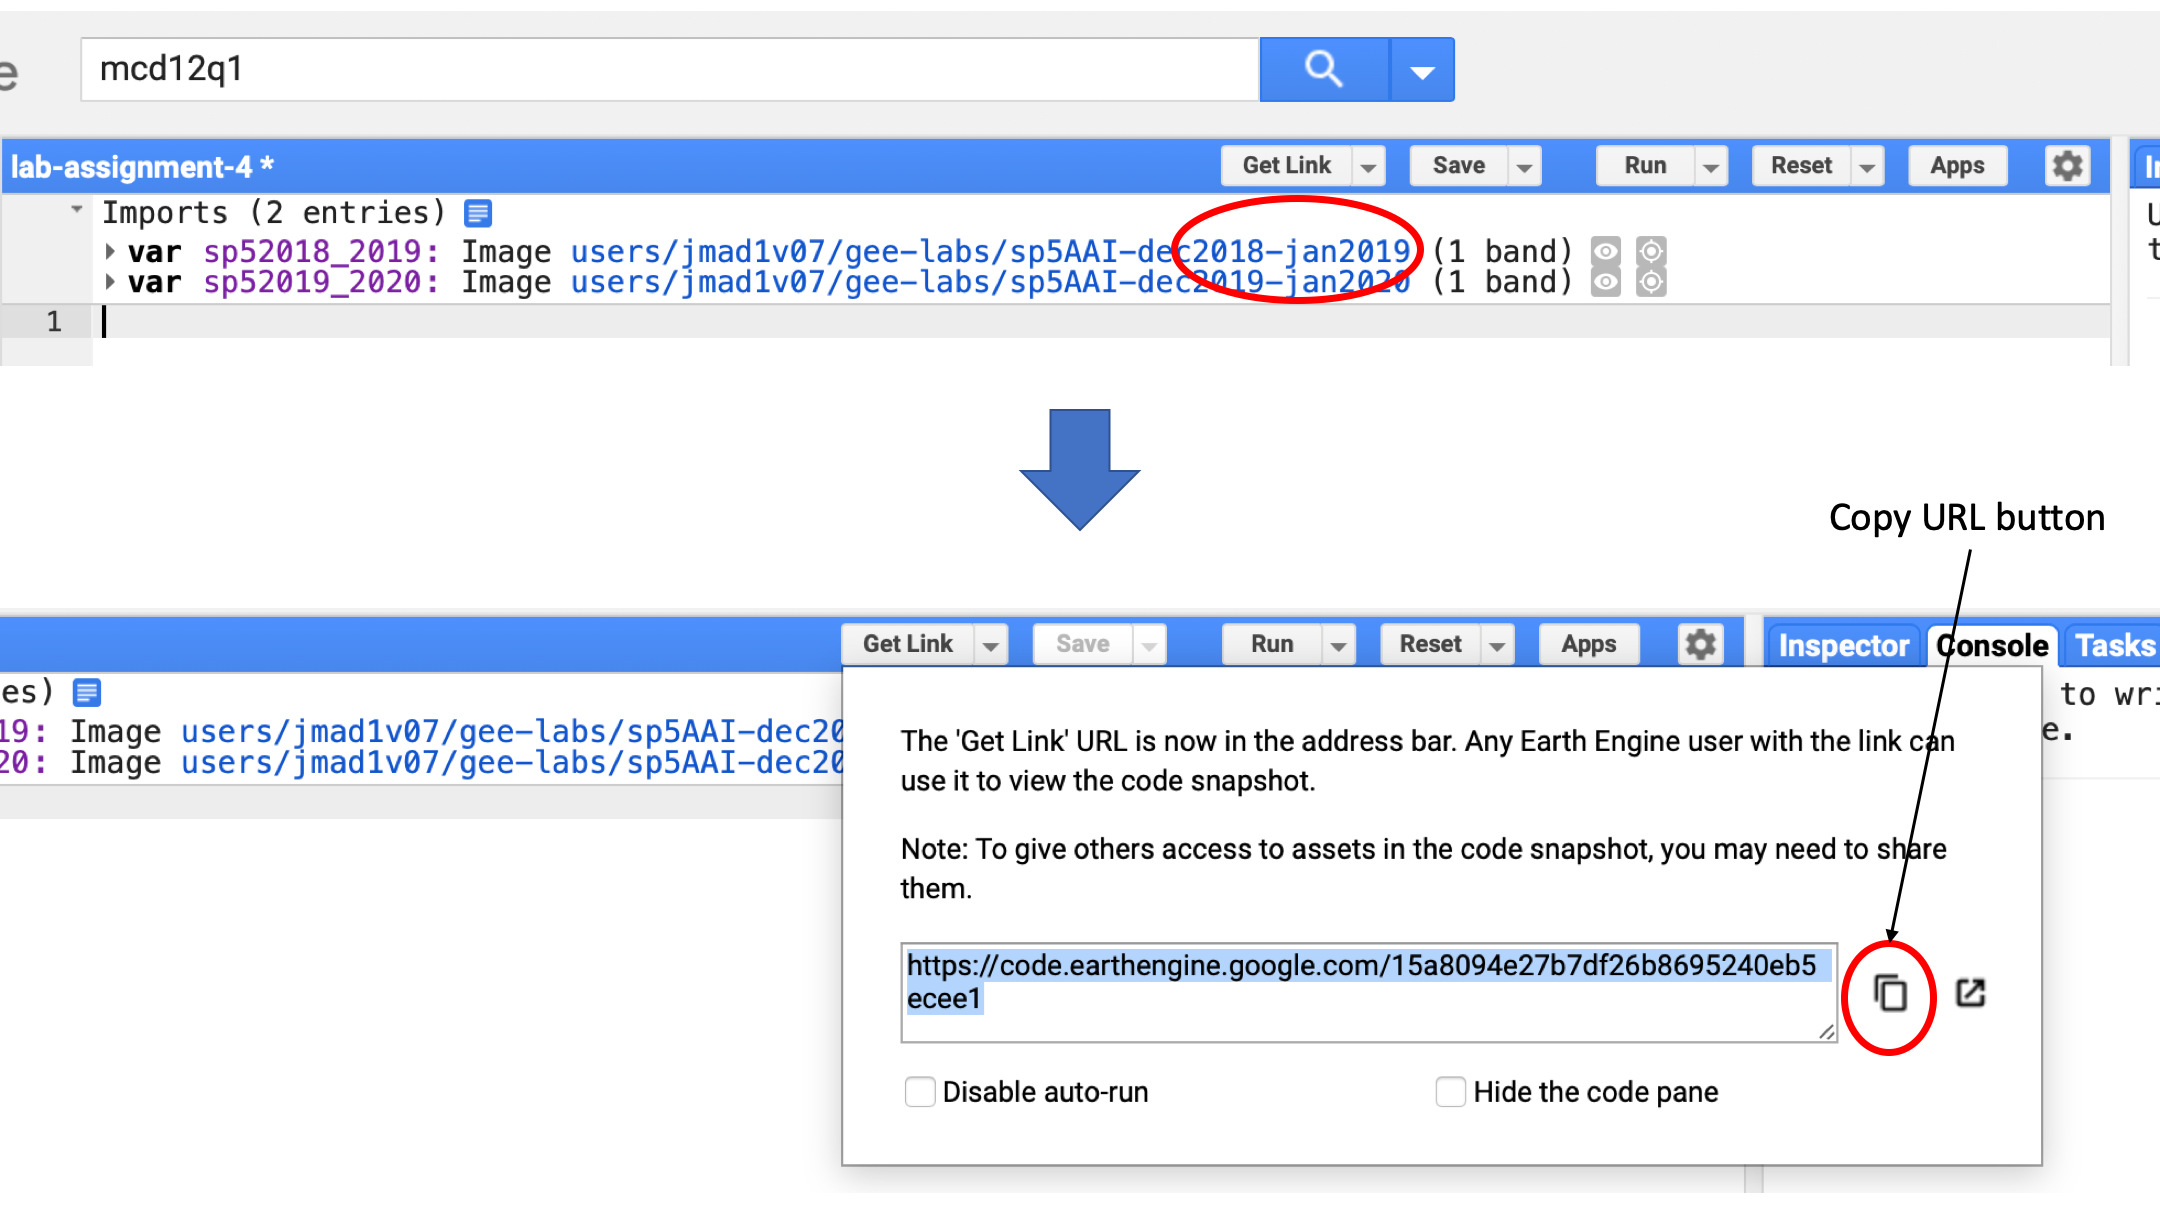 e mcd12q1
lab-assignment-4 * Get Link Save Run Reset Apps
Imports (2 entries)
var sp52018_2019: Image users/jmad1v07/gee-labs/sp5AAI-dec2018-jan2019 (1 band)
var sp52019_2020: Image users/jmad1v07/gee-labs/sp5AAI-dec2019-jan2020 (1 band)
1
Copy URL button
Get Link Save Run Reset Apps Inspector Console Tasks
es) to wri
19: Image users/jmad1v07/gee-labs/sp5AAI-dec20 e.
20: Image users/jmad1v07/gee-labs/sp5AAI-dec20
The 'Get Link' URL is now in the address bar. Any Earth Engine user with the link can
use it to view the code snapshot.
Note: To give others access to assets in the code snapshot, you may need to share
them.
https://code.earthengine.google.com/15a8094e27b7df26b8695240eb5
ecee1
Disable auto-run Hide the code pane